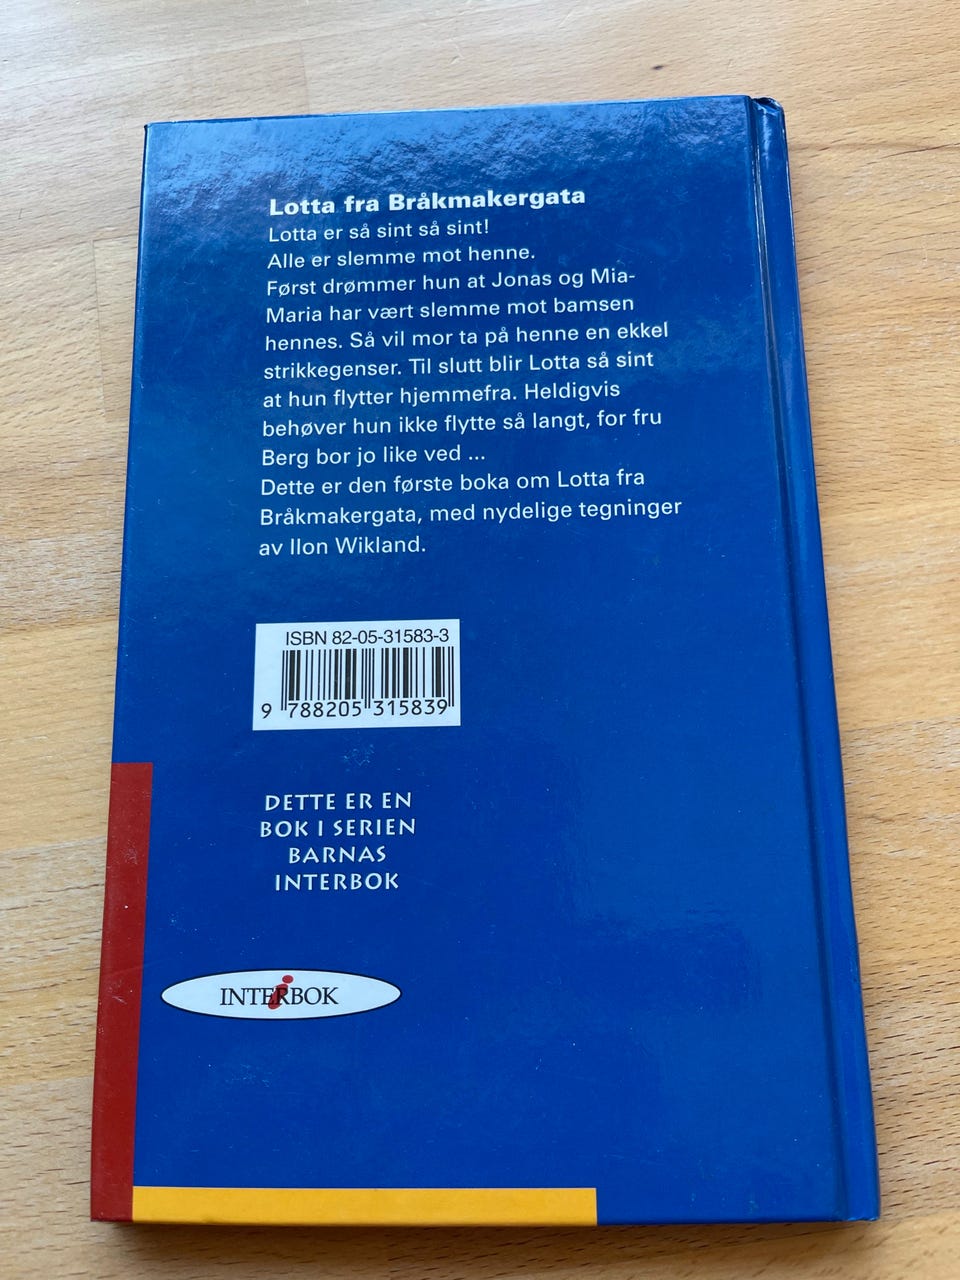 Lotta fra Bråkmakergata
Lotta er så sint så sint!
Alle er slemme mot henne.
Først drømmer hun at Jonas og Mia-
Maria har vært slemme mot bamsen
hennes. Så vil mor ta på henne en ekkel
strikkegenser. Til slutt blir Lotta så sint
at hun flytter hjemmefra. Heldigvis
behøver hun ikke flytte så langt, for fru
Berg bor jo like ved ...
Dette er den første boka om Lotta fra
Bråkmakergata, med nydelige tegninger
av Ilon Wikland.
ISBN 82-05-31583-3
9 788205 315839
DETTE ER EN
BOK I SERIEN
BARNAS
INTERBOK
INTERBOK